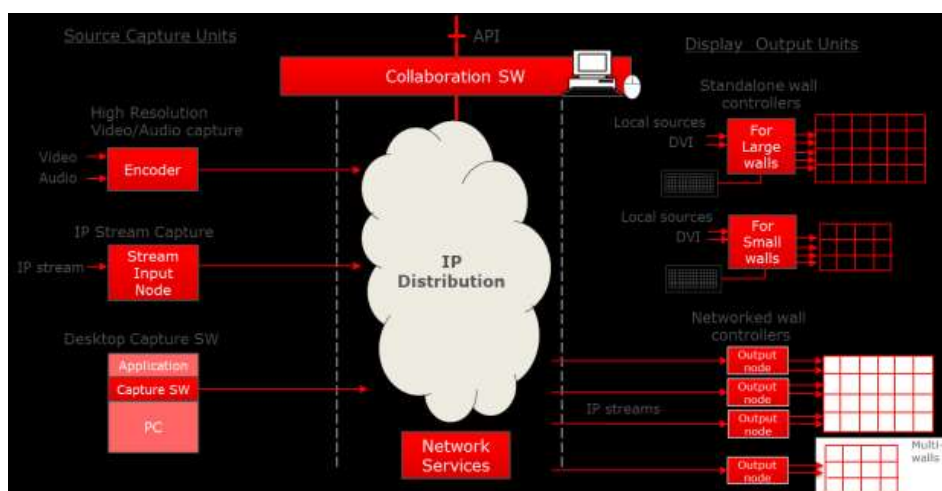 Source Capture Units
API
Display Output Units
Collaboration SW
Standalone wall
controllers
High Resolution
Video/Audio capture
Video
Audio
Encoder
Local sources
DVI
For
Large
walls
IP Stream Capture
IP stream
Stream
Input
Node
IP
Distribution
Local sources
DVI
For
Small
walls
Desktop Capture SW
Application
Capture SW
PC
Networked wall
controllers
Output
node
Output
node
IP streams
Output
node
Network
Services
Output
node
Multi-
walls